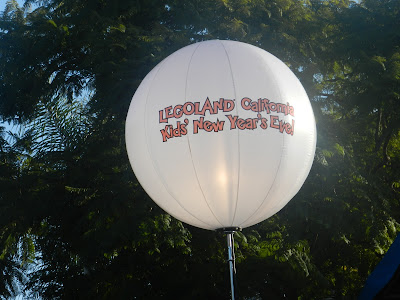 LEGOLAND California
Kids' New Year's Eve!